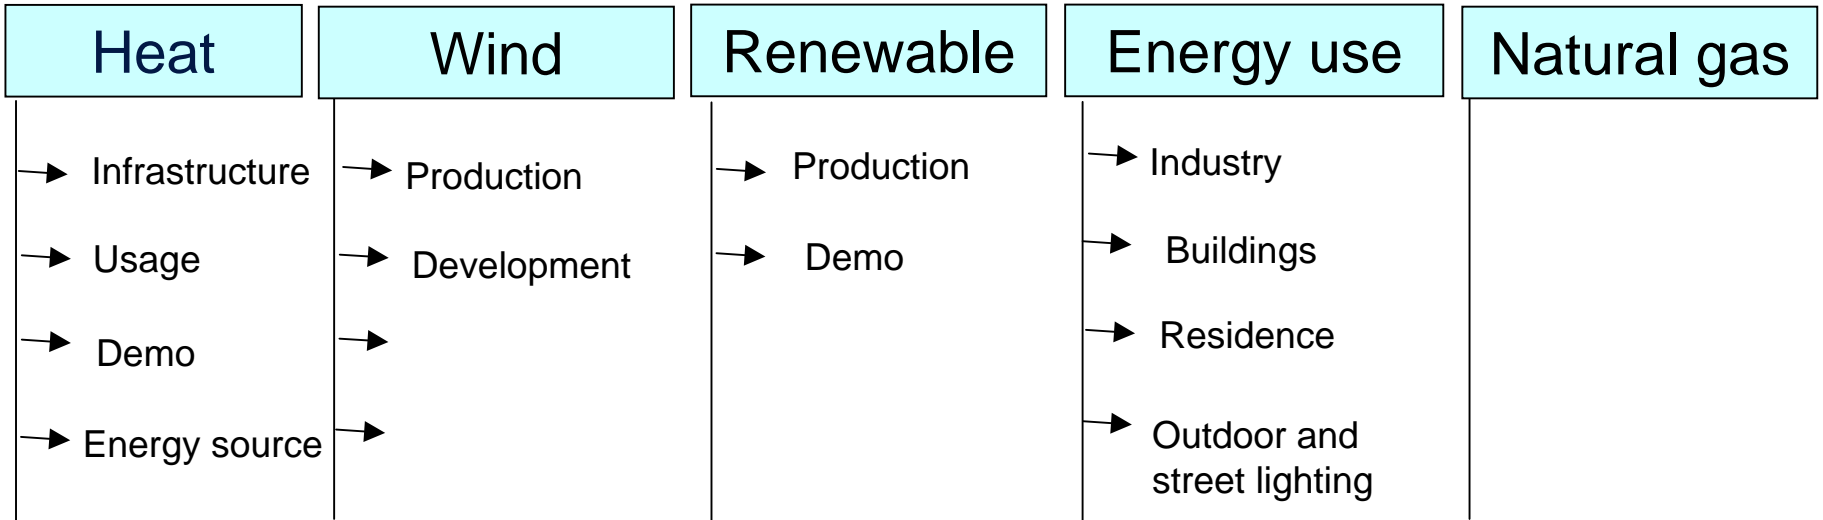 Heat
Wind
Renewable
Energy use
Natural gas
Infrastructure
Usage
Demo
Energy source
Production
Development
Production
Demo
Industry
Buildings
Residence
Outdoor and
street lighting